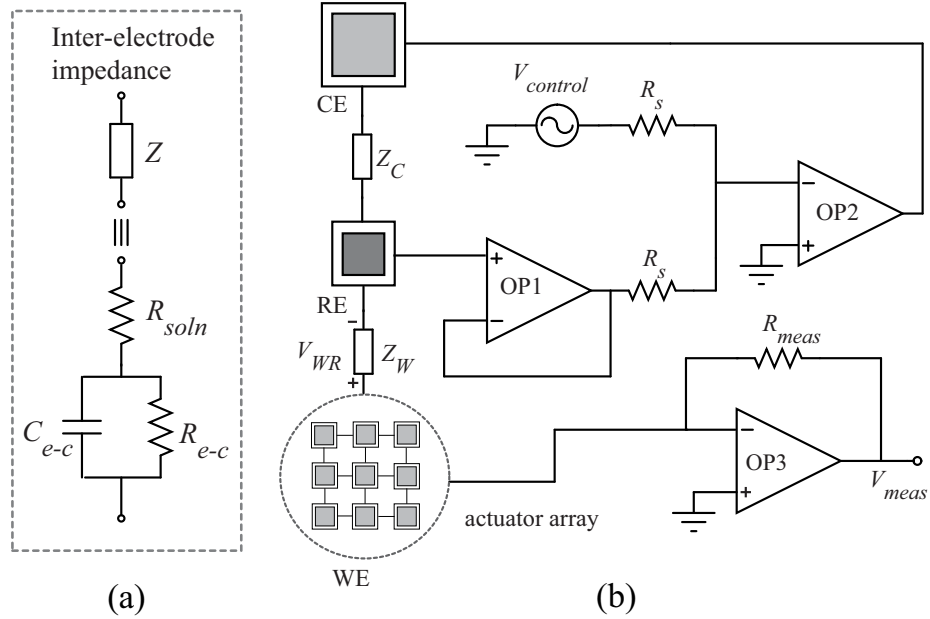 Inter-electrode
impedance
Z
R_soln
C_e-c
R_e-c
(a)
CE
Z_C
V_control
R_s
OP2
−
+
RE
OP1
+
−
R_s
−
V_WR
Z_W
+
R_meas
OP3
−
+
V_meas
actuator array
WE
(b)